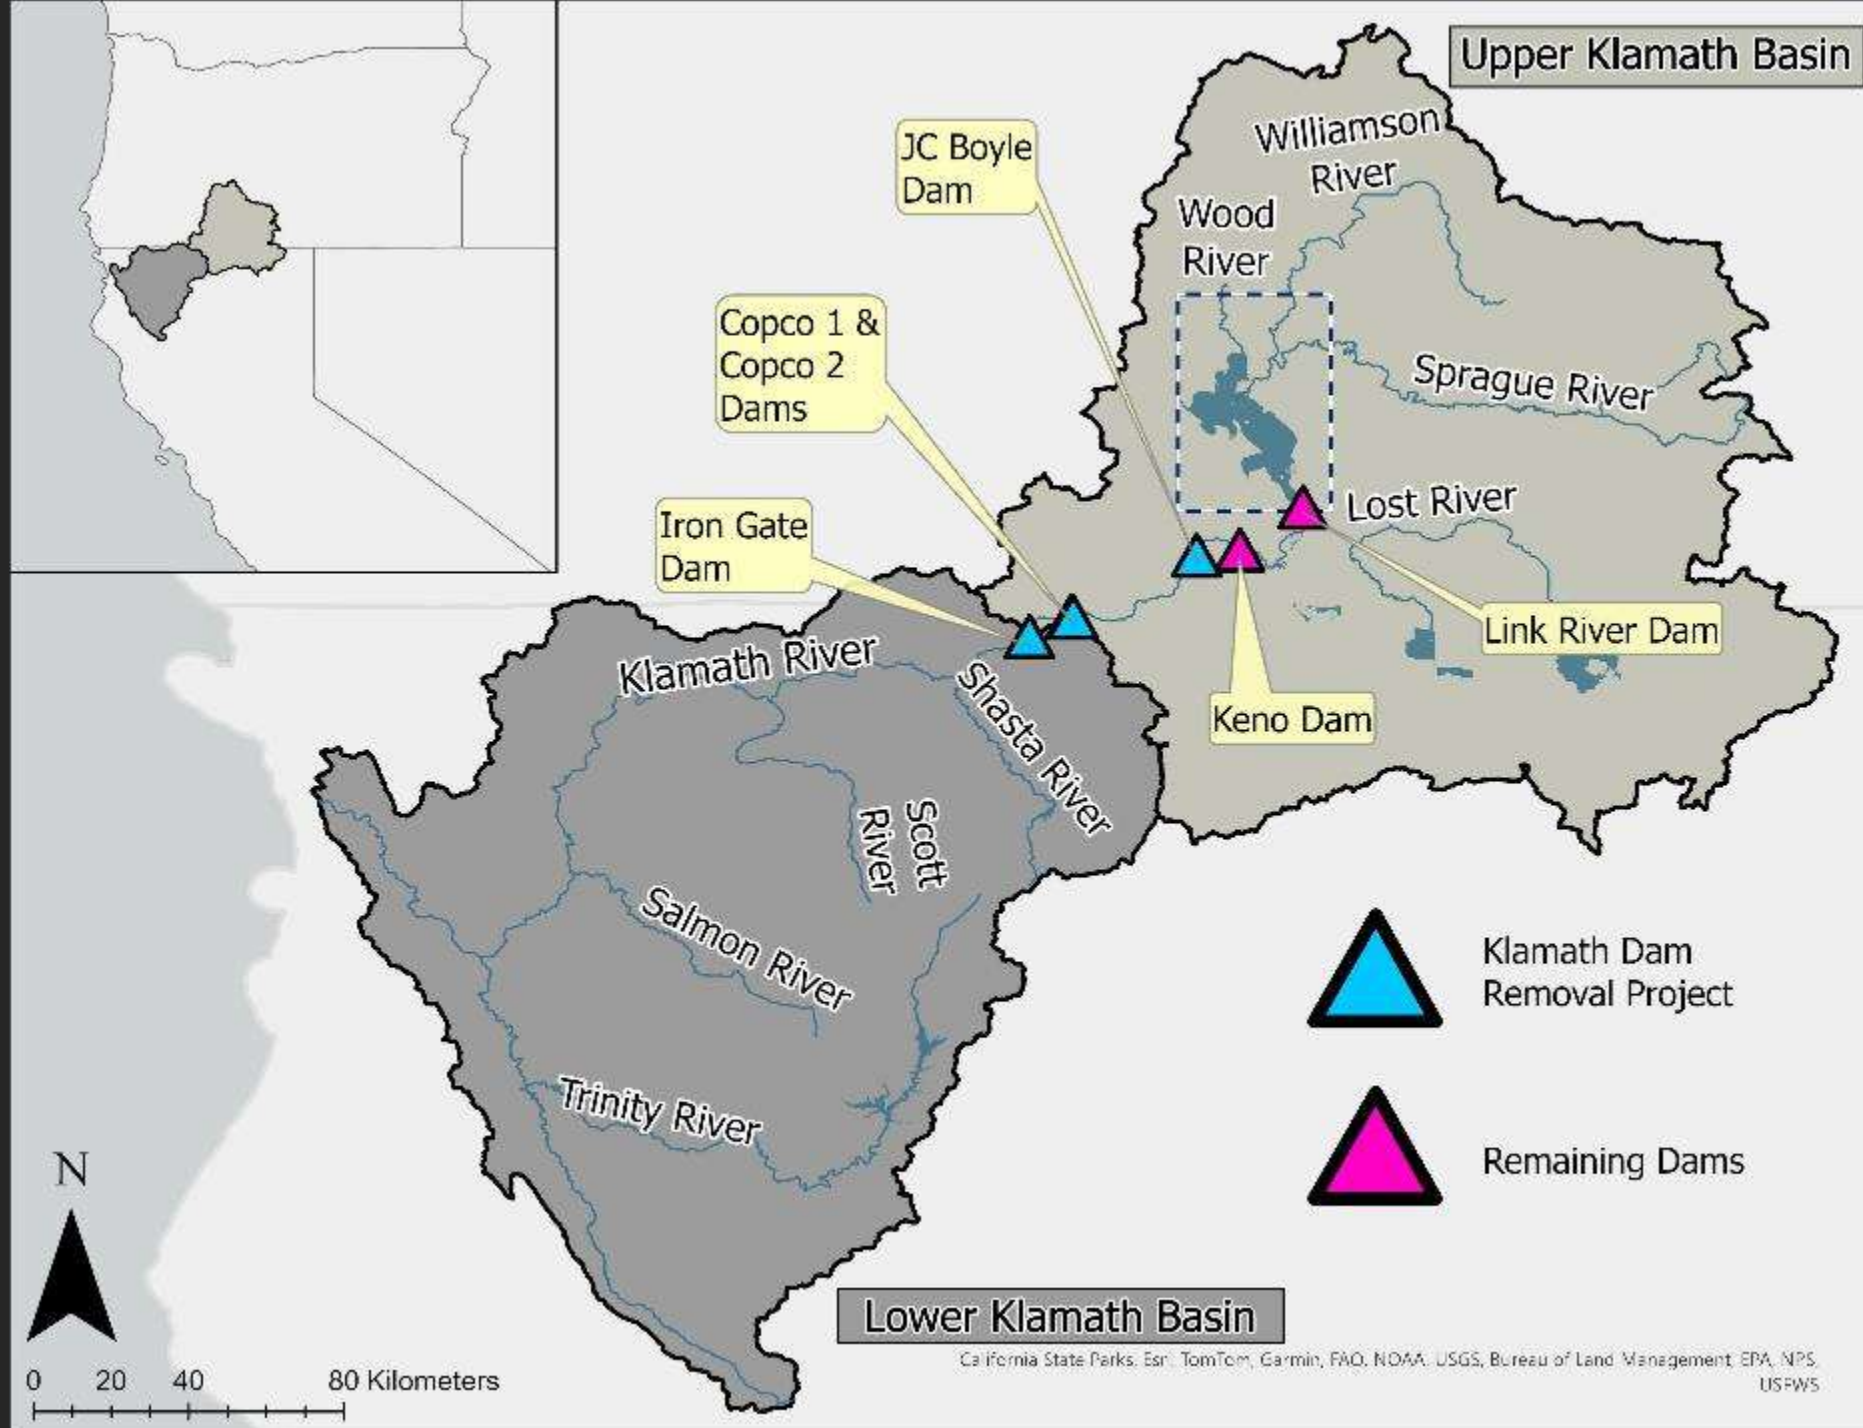 Upper Klamath Basin
Williamson
River
JC Boyle
Dam
Wood
River
Copco 1 &
Copco 2
Dams
Sprague River
Lost River
Iron Gate
Dam
Link River Dam
Klamath River
Shasta River
Keno Dam
Scott
River
Salmon River
Klamath Dam
Removal Project
Trinity River
Remaining Dams
N
Lower Klamath Basin
0 20 40 80 Kilometers
California State Parks, Esri, TomTom, Garmin, FAO, NOAA, USGS, Bureau of Land Management, EPA, NPS,
USFWS